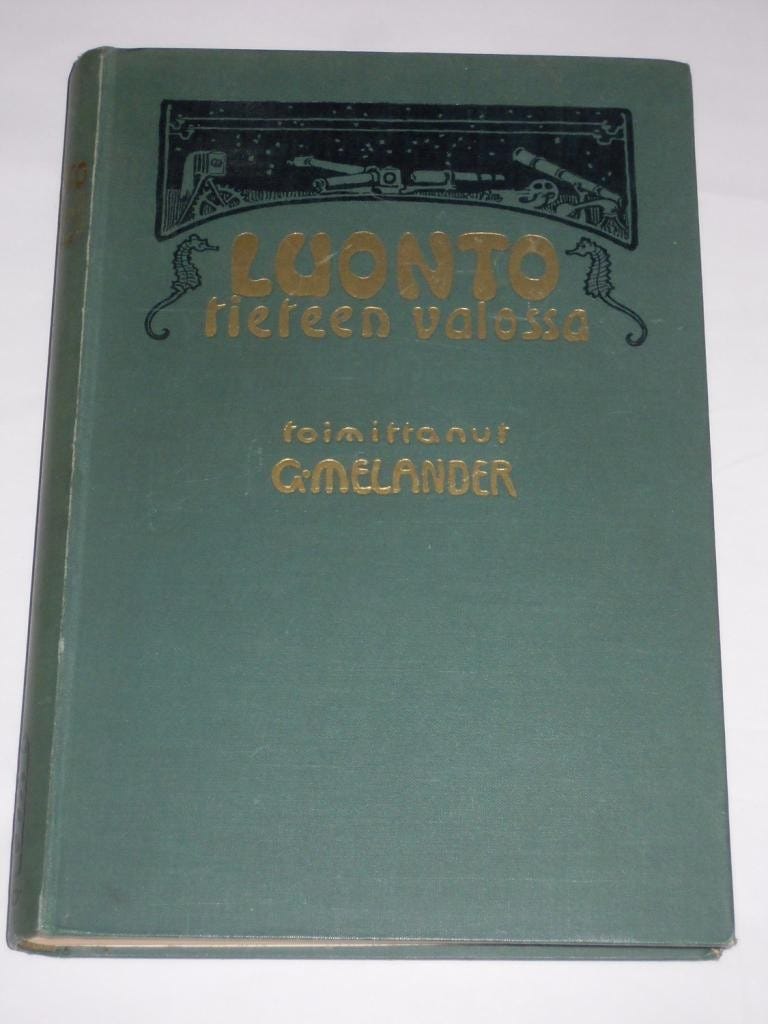 LUONTO
tieteen valossa
toimittanut
G. MELANDER